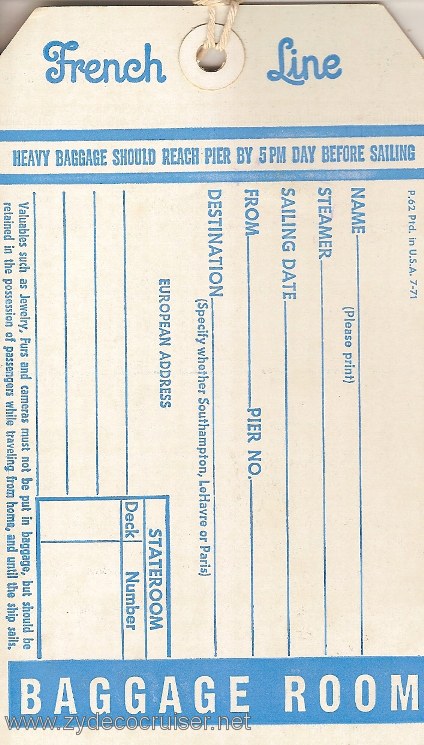 French Line
HEAVY BAGGAGE SHOULD REACH PIER BY 5 PM DAY BEFORE SAILING
P.62 Ptd. in U.S.A. 7-71
NAME
(Please print)
STEAMER
SAILING DATE
FROM PIER NO.
DESTINATION
(Specify whether Southampton, LeHavre or Paris)
EUROPEAN ADDRESS
STATEROOM
Deck Number
Valuables such as Jewelry, Furs and cameras must not be put in baggage, but should be
retained in the possession of passengers while traveling from home, and until the ship sails.
BAGGAGE ROOM
www.zydecocruiser.net